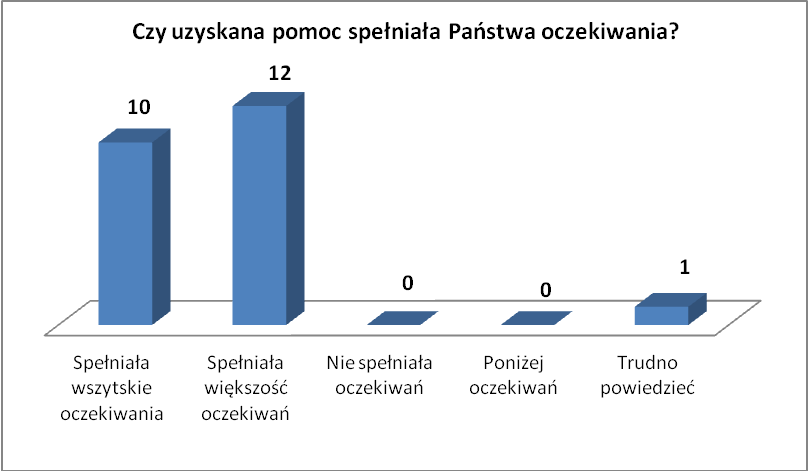 Czy uzyskana pomoc spełniała Państwa oczekiwania?
10
12
0
0
1
Spełniała
wszytskie
oczekiwania
Spełniała
większość
oczekiwań
Nie spełniała
oczekiwań
Poniżej
oczekiwań
Trudno
powiedzieć